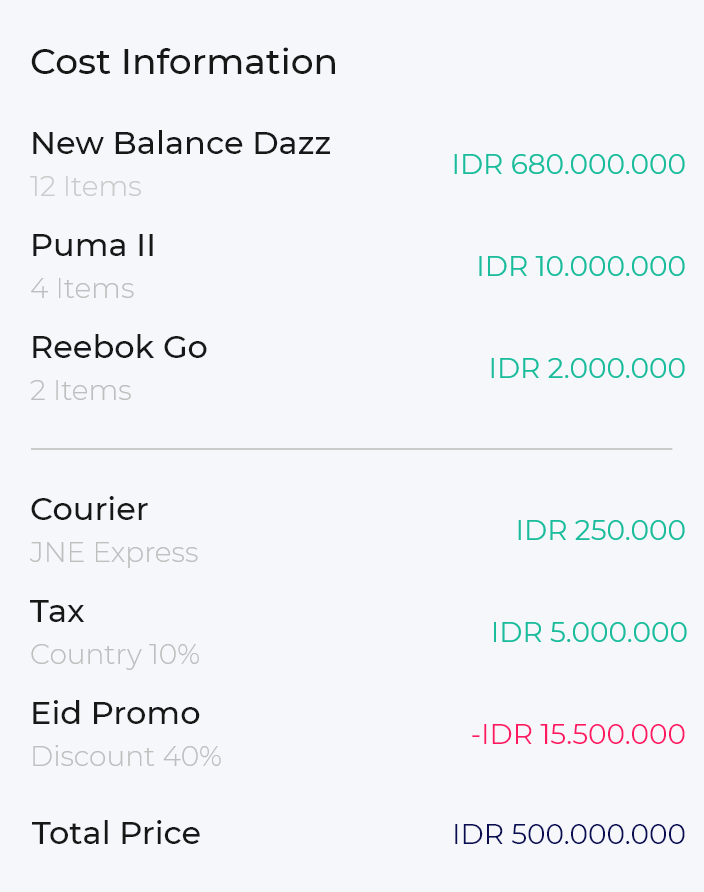 Cost Information
New Balance Dazz
12 Items
IDR 680.000.000
Puma II
4 Items
IDR 10.000.000
Reebok Go
2 Items
IDR 2.000.000
Courier
JNE Express
IDR 250.000
Tax
Country 10%
IDR 5.000.000
Eid Promo
Discount 40%
-IDR 15.500.000
Total Price
IDR 500.000.000